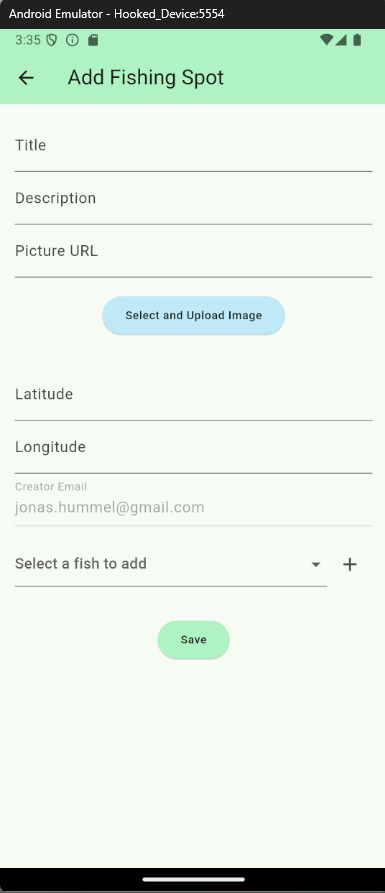 Android Emulator - Hooked_Device:5554
3:35
Add Fishing Spot
Title
Description
Picture URL
Select and Upload Image
Latitude
Longitude
Creator Email
jonas.hummel@gmail.com
Select a fish to add
Save